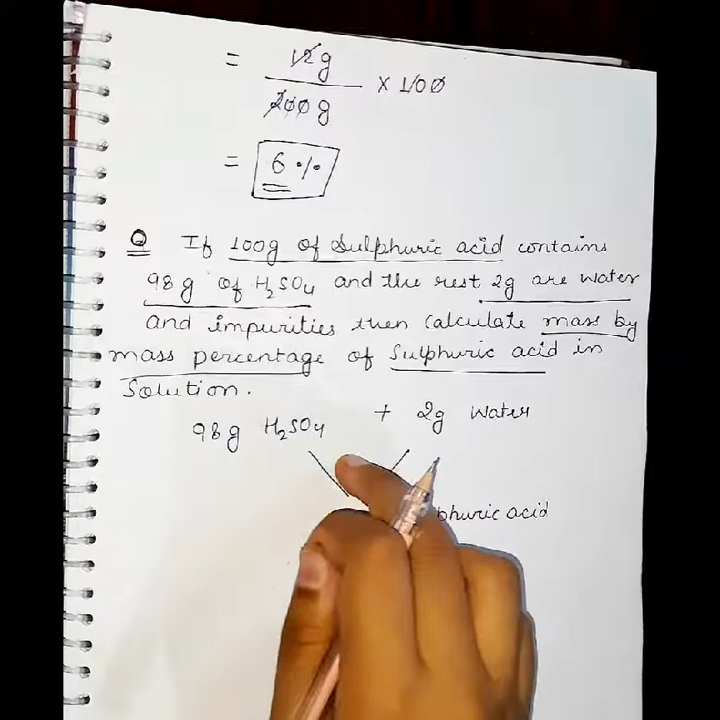 = 12g
200g × 100
= 6 %
Q If 100g of Sulphuric acid contains
98g of H₂SO₄ and the rest 2g are water
and impurities then Calculate mass by
mass percentage of Sulphuric acid in
Solution.
98g H₂SO₄ + 2g Water
phuric acid